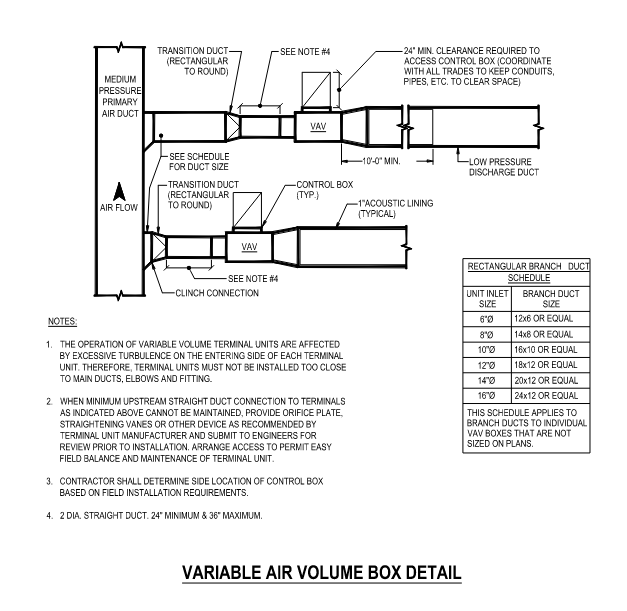 TRANSITION DUCT
(RECTANGULAR
TO ROUND)
SEE NOTE #4
24" MIN. CLEARANCE REQUIRED TO
ACCESS CONTROL BOX (COORDINATE
WITH ALL TRADES TO KEEP CONDUITS,
PIPES, ETC. TO CLEAR SPACE)
MEDIUM
PRESSURE
PRIMARY
AIR DUCT
VAV
10'-0" MIN.
LOW PRESSURE
DISCHARGE DUCT
SEE SCHEDULE
FOR DUCT SIZE
TRANSITION DUCT
(RECTANGULAR
TO ROUND)
CONTROL BOX
(TYP.)
1"ACOUSTIC LINING
(TYPICAL)
AIR FLOW
VAV
SEE NOTE #4
CLINCH CONNECTION
RECTANGULAR BRANCH DUCT
SCHEDULE
UNIT INLET
SIZE
BRANCH DUCT
SIZE
6"Ø 12x6 OR EQUAL
8"Ø 14x8 OR EQUAL
10"Ø 16x10 OR EQUAL
12"Ø 18x12 OR EQUAL
14"Ø 20x12 OR EQUAL
16"Ø 24x12 OR EQUAL
THIS SCHEDULE APPLIES TO
BRANCH DUCTS TO INDIVIDUAL
VAV BOXES THAT ARE NOT
SIZED ON PLANS.
NOTES:
1. THE OPERATION OF VARIABLE VOLUME TERMINAL UNITS ARE AFFECTED
BY EXCESSIVE TURBULENCE ON THE ENTERING SIDE OF EACH TERMINAL
UNIT. THEREFORE, TERMINAL UNITS MUST NOT BE INSTALLED TOO CLOSE
TO MAIN DUCTS, ELBOWS AND FITTING.
2. WHEN MINIMUM UPSTREAM STRAIGHT DUCT CONNECTION TO TERMINALS
AS INDICATED ABOVE CANNOT BE MAINTAINED, PROVIDE ORIFICE PLATE,
STRAIGHTENING VANES OR OTHER DEVICE AS RECOMMENDED BY
TERMINAL UNIT MANUFACTURER AND SUBMIT TO ENGINEERS FOR
REVIEW PRIOR TO INSTALLATION. ARRANGE ACCESS TO PERMIT EASY
FIELD BALANCE AND MAINTENANCE OF TERMINAL UNIT.
3. CONTRACTOR SHALL DETERMINE SIDE LOCATION OF CONTROL BOX
BASED ON FIELD INSTALLATION REQUIREMENTS.
4. 2 DIA. STRAIGHT DUCT. 24" MINIMUM & 36" MAXIMUM.
VARIABLE AIR VOLUME BOX DETAIL